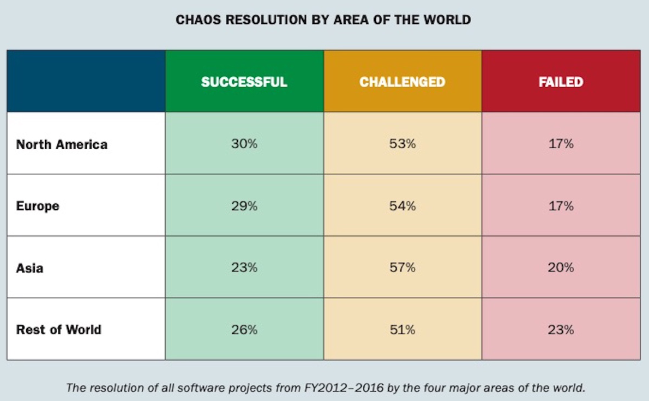 CHAOS RESOLUTION BY AREA OF THE WORLD
SUCCESSFUL CHALLENGED FAILED
North America 30% 53% 17%
Europe 29% 54% 17%
Asia 23% 57% 20%
Rest of World 26% 51% 23%
The resolution of all software projects from FY2012–2016 by the four major areas of the world.